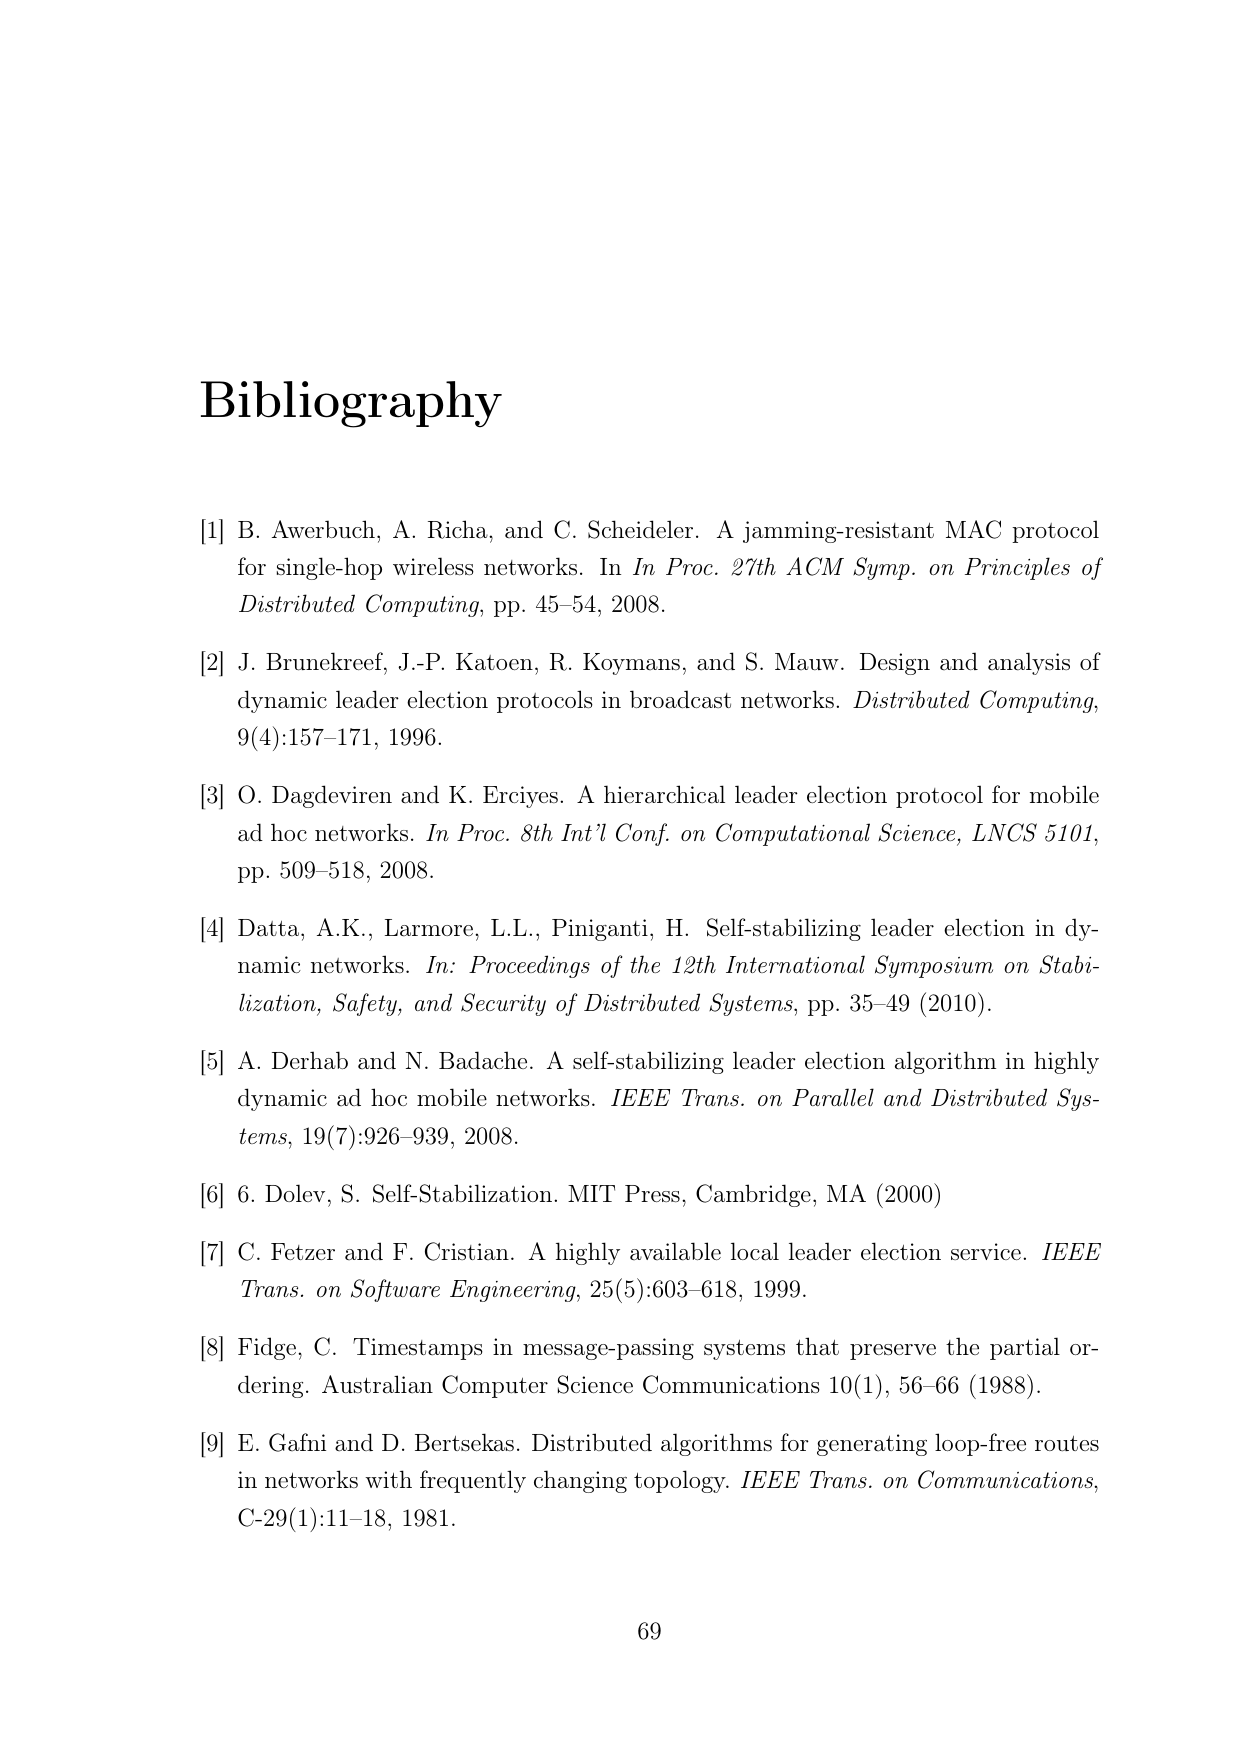 Bibliography
[1] B. Awerbuch, A. Richa, and C. Scheideler. A jamming-resistant MAC protocol
for single-hop wireless networks. In In Proc. 27th ACM Symp. on Principles of
Distributed Computing, pp. 45–54, 2008.
[2] J. Brunekreef, J.-P. Katoen, R. Koymans, and S. Mauw. Design and analysis of
dynamic leader election protocols in broadcast networks. Distributed Computing,
9(4):157–171, 1996.
[3] O. Dagdeviren and K. Erciyes. A hierarchical leader election protocol for mobile
ad hoc networks. In Proc. 8th Int'l Conf. on Computational Science, LNCS 5101,
pp. 509–518, 2008.
[4] Datta, A.K., Larmore, L.L., Piniganti, H. Self-stabilizing leader election in dy-
namic networks. In: Proceedings of the 12th International Symposium on Stabi-
lization, Safety, and Security of Distributed Systems, pp. 35–49 (2010).
[5] A. Derhab and N. Badache. A self-stabilizing leader election algorithm in highly
dynamic ad hoc mobile networks. IEEE Trans. on Parallel and Distributed Sys-
tems, 19(7):926–939, 2008.
[6] 6. Dolev, S. Self-Stabilization. MIT Press, Cambridge, MA (2000)
[7] C. Fetzer and F. Cristian. A highly available local leader election service. IEEE
Trans. on Software Engineering, 25(5):603–618, 1999.
[8] Fidge, C. Timestamps in message-passing systems that preserve the partial or-
dering. Australian Computer Science Communications 10(1), 56–66 (1988).
[9] E. Gafni and D. Bertsekas. Distributed algorithms for generating loop-free routes
in networks with frequently changing topology. IEEE Trans. on Communications,
C-29(1):11–18, 1981.
69